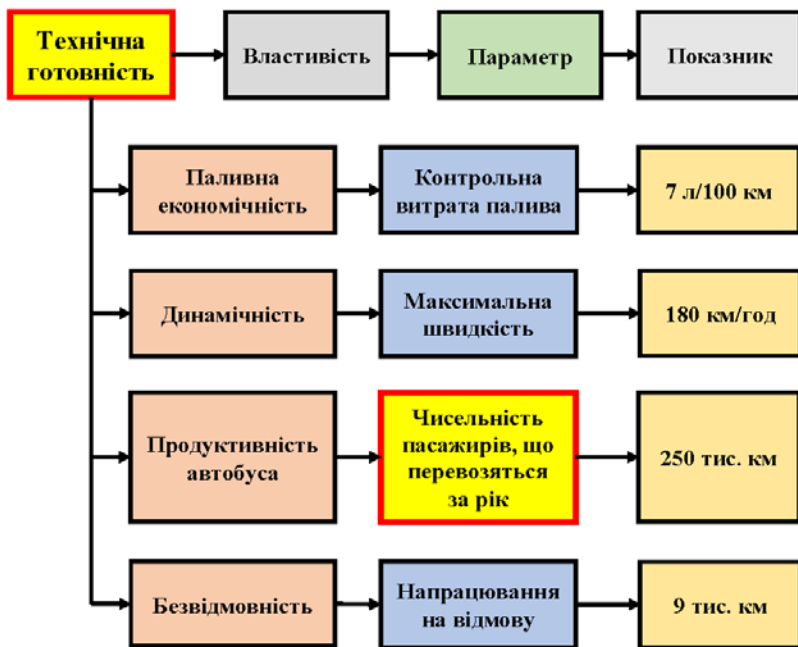 Технічна
готовність
Властивість
Параметр
Показник
Паливна
економічність
Контрольна
витрата палива
7 л/100 км
Динамічність
Максимальна
швидкість
180 км/год
Продуктивність
автобуса
Чисельність
пасажирів, що
перевозяться
за рік
250 тис. км
Безвідмовність
Напрацювання
на відмову
9 тис. км